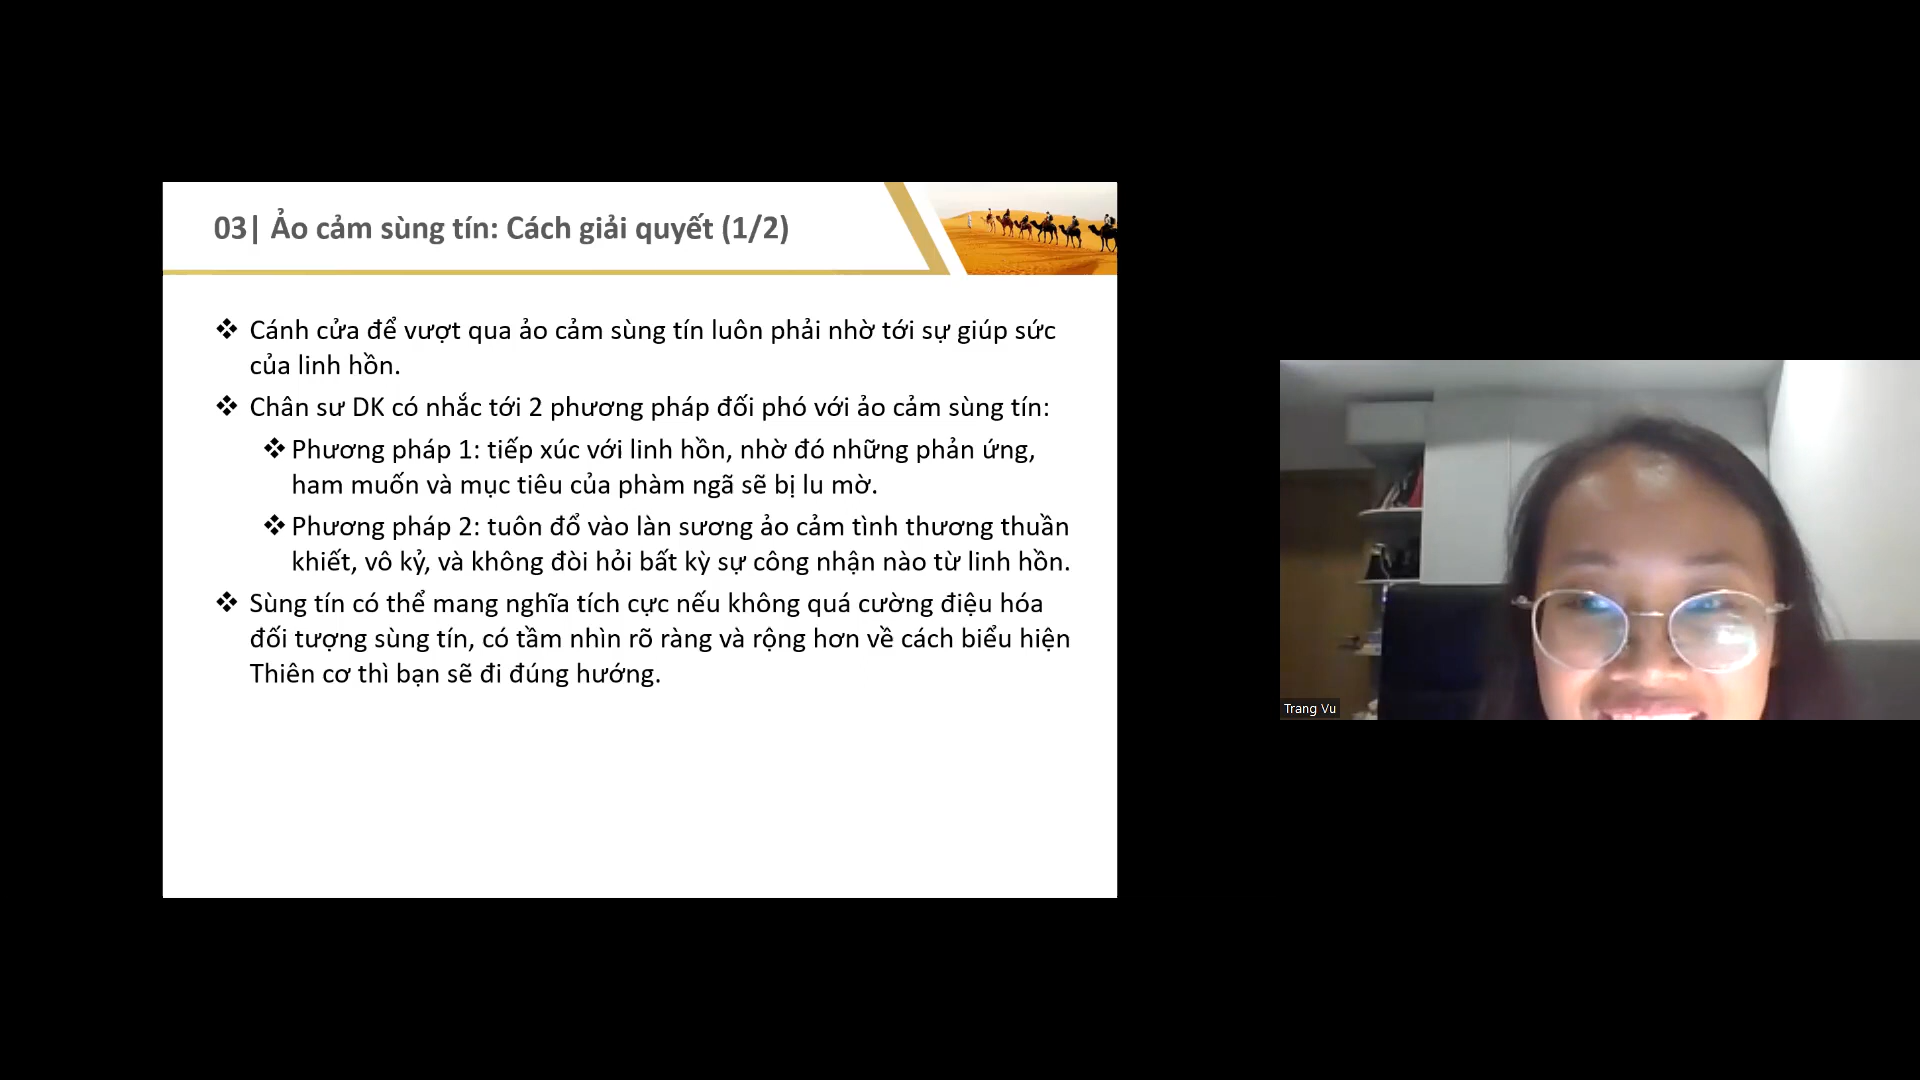 03| Ảo cảm sùng tín: Cách giải quyết (1/2)
❖ Cánh cửa để vượt qua ảo cảm sùng tín luôn phải nhờ tới sự giúp sức
của linh hồn.
❖ Chân sư DK có nhắc tới 2 phương pháp đối phó với ảo cảm sùng tín:
❖ Phương pháp 1: tiếp xúc với linh hồn, nhờ đó những phản ứng,
ham muốn và mục tiêu của phàm ngã sẽ bị lu mờ.
❖ Phương pháp 2: tuôn đổ vào làn sương ảo cảm tình thương thuần
khiết, vô kỷ, và không đòi hỏi bất kỳ sự công nhận nào từ linh hồn.
❖ Sùng tín có thể mang nghĩa tích cực nếu không quá cường điệu hóa
đối tượng sùng tín, có tầm nhìn rõ ràng và rộng hơn về cách biểu hiện
Thiên cơ thì bạn sẽ đi đúng hướng.
Trang Vu